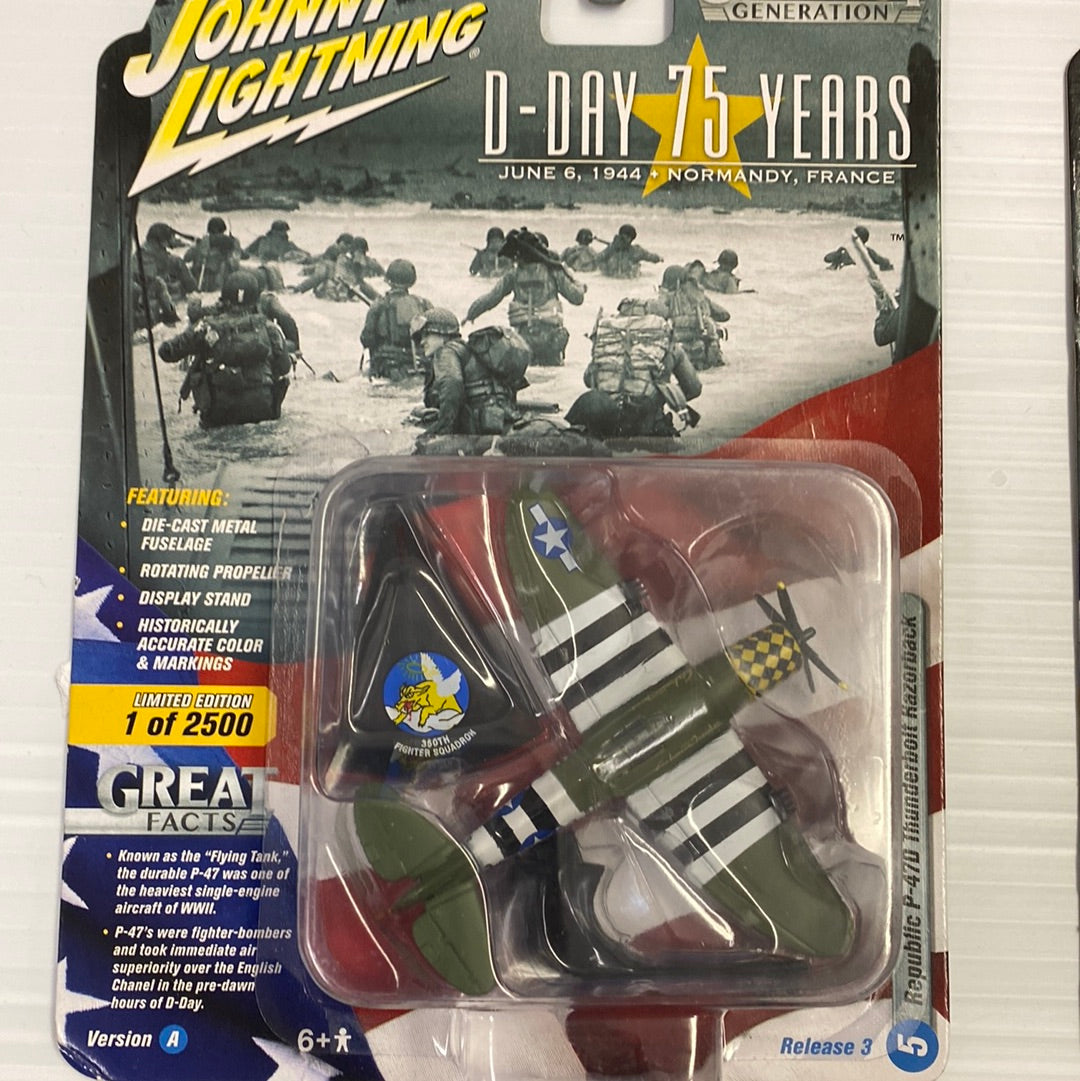 JOHNNY
LIGHTNING®
GENERATION
D-DAY 75 YEARS
JUNE 6, 1944 + NORMANDY, FRANCE
TM
FEATURING:
• DIE-CAST METAL
FUSELAGE
• ROTATING PROPELLER
• DISPLAY STAND
• HISTORICALLY
ACCURATE COLOR
& MARKINGS
LIMITED EDITION
1 of 2500
GREAT
FACTS
350TH
FIGHTER SQUADRON
• Known as the “Flying Tank,”
the durable P-47 was one of
the heaviest single-engine
aircraft of WWII.
• P-47's were fighter-bombers
and took immediate air
superiority over the English
Chanel in the pre-dawn
hours of D-Day.
Version A
6+
Republic P-47D Thunderbolt Razorback
Release 3
5